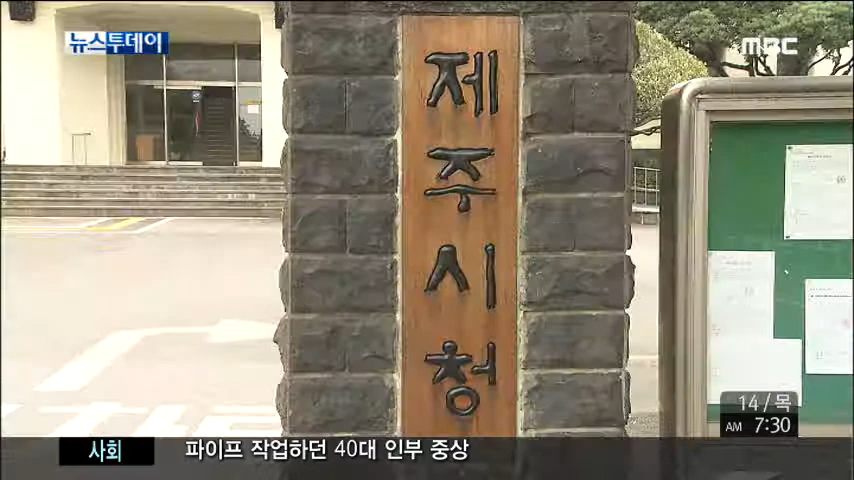 뉴스투데이
MBC
제주시청
14/목
AM 7:30
사회
파이프 작업하던 40대 인부 중상